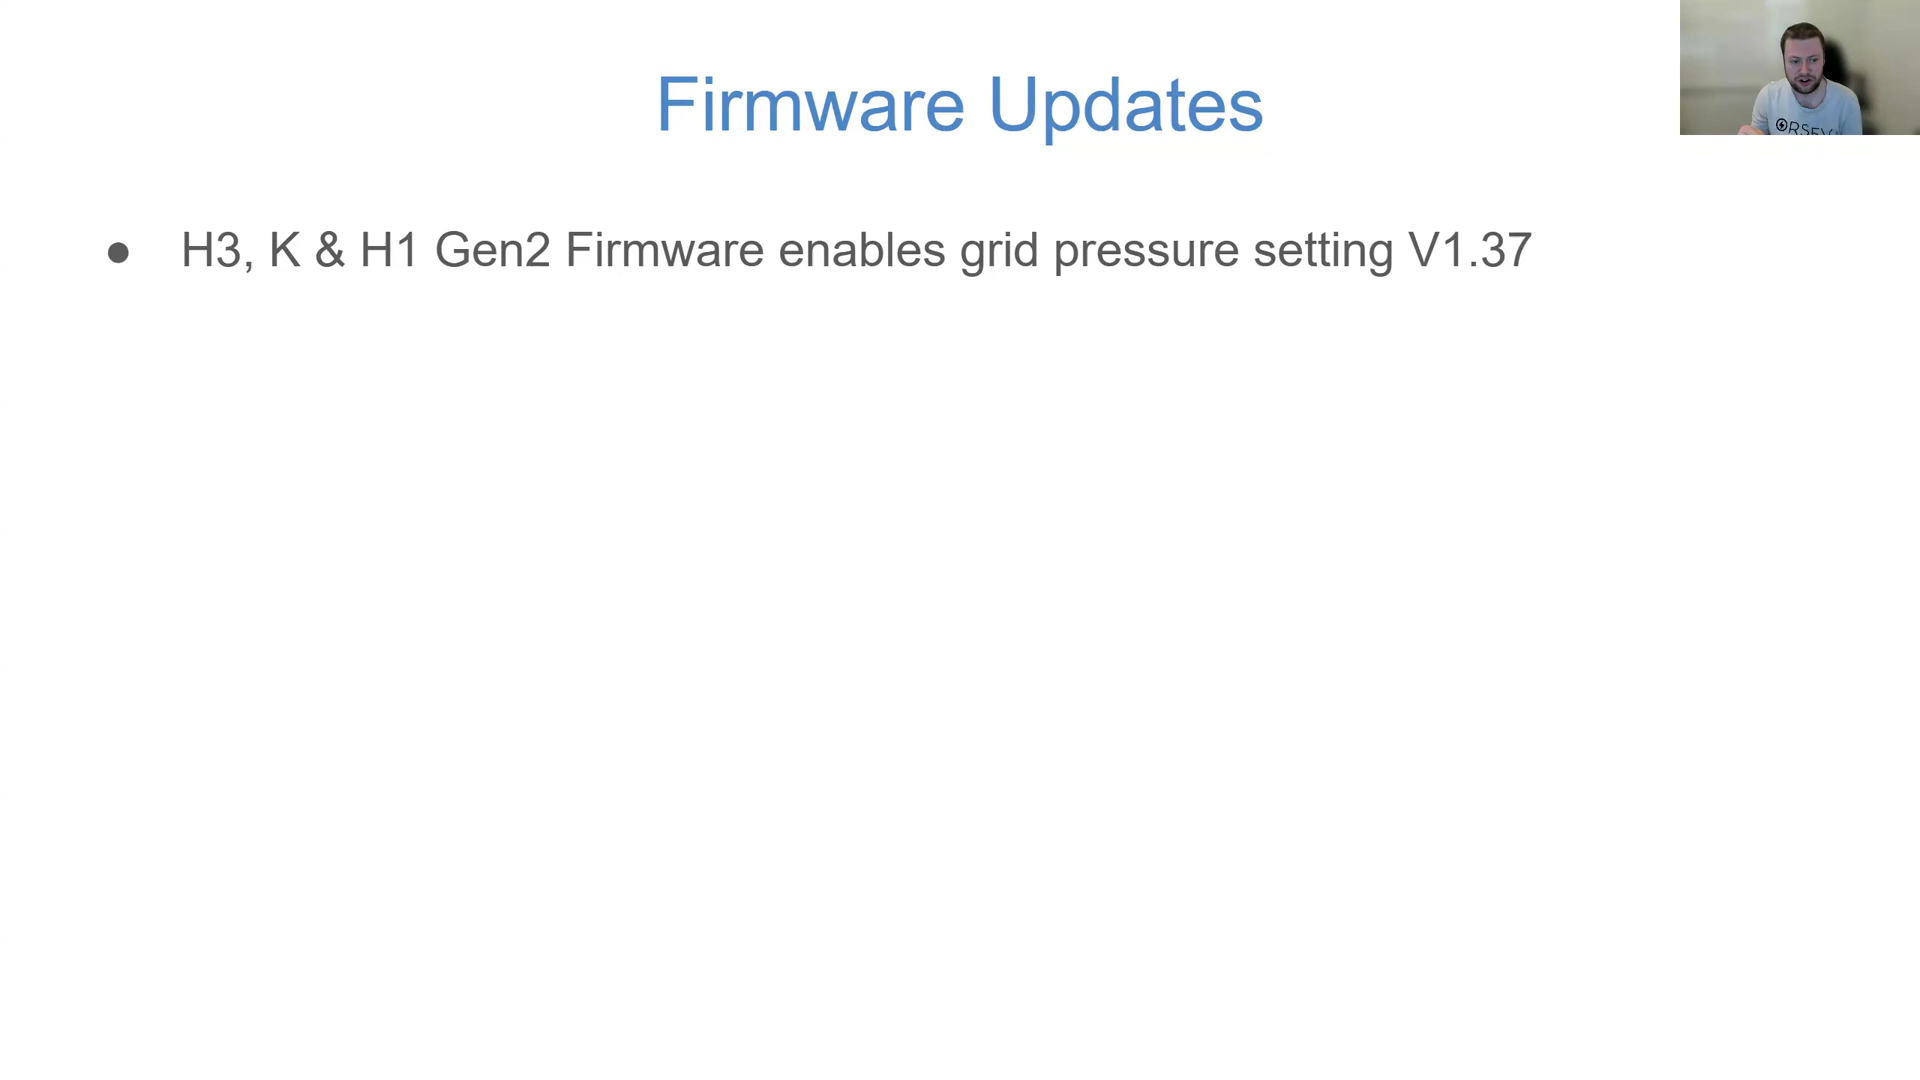 Firmware Updates
● H3, K & H1 Gen2 Firmware enables grid pressure setting V1.37